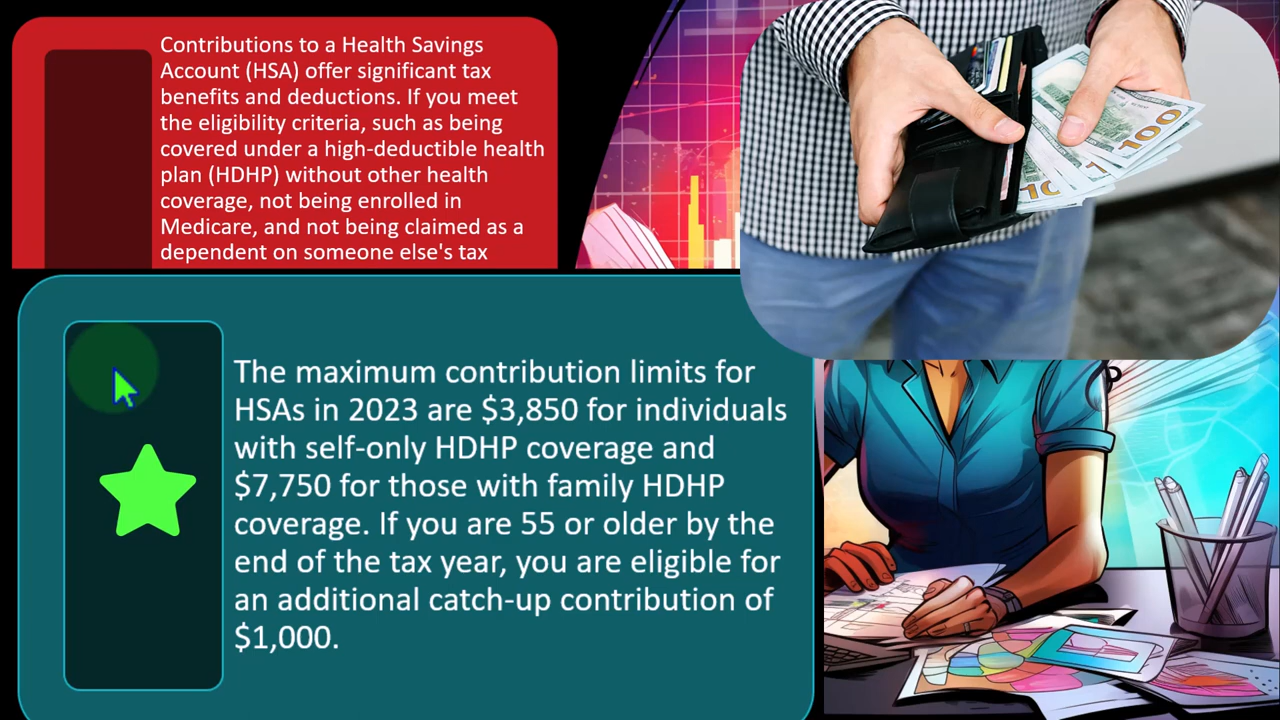 Contributions to a Health Savings
Account (HSA) offer significant tax
benefits and deductions. If you meet
the eligibility criteria, such as being
covered under a high-deductible health
plan (HDHP) without other health
coverage, not being enrolled in
Medicare, and not being claimed as a
dependent on someone else's tax
100
The maximum contribution limits for
HSAs in 2023 are $3,850 for individuals
with self-only HDHP coverage and
$7,750 for those with family HDHP
coverage. If you are 55 or older by the
end of the tax year, you are eligible for
an additional catch-up contribution of
$1,000.